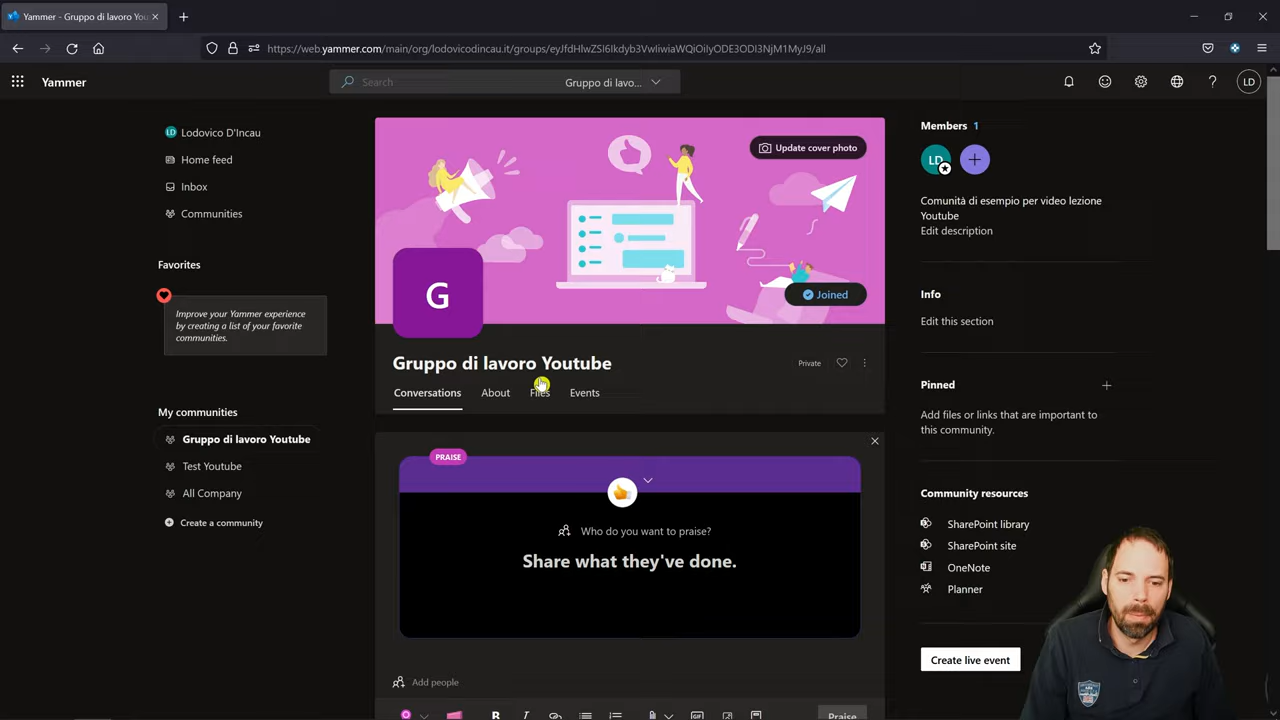 Yammer - Gruppo di lavoro You
https://web.yammer.com/main/org/lodovicodincau.it/groups/eyJfdHlwZSI6Ikdyb3VwIiwiaWQiOiIyODE3ODI3NjM1MyJ9/all
Yammer
Search
Gruppo di lavo...
LD
LD
Lodovico D'Incau
Home feed
Inbox
Communities
Favorites
Improve your Yammer experience
by creating a list of your favorite
communities.
My communities
Gruppo di lavoro Youtube
Test Youtube
All Company
Create a community
Update cover photo
G
Joined
Gruppo di lavoro Youtube
Private
Conversations
About
Files
Events
PRAISE
Who do you want to praise?
Share what they've done.
Add people
B
I
GIF
Praise
Members 1
LD
Comunità di esempio per video lezione
Youtube
Edit description
Info
Edit this section
Pinned
Add files or links that are important to
this community.
Community resources
SharePoint library
SharePoint site
OneNote
Planner
Create live event